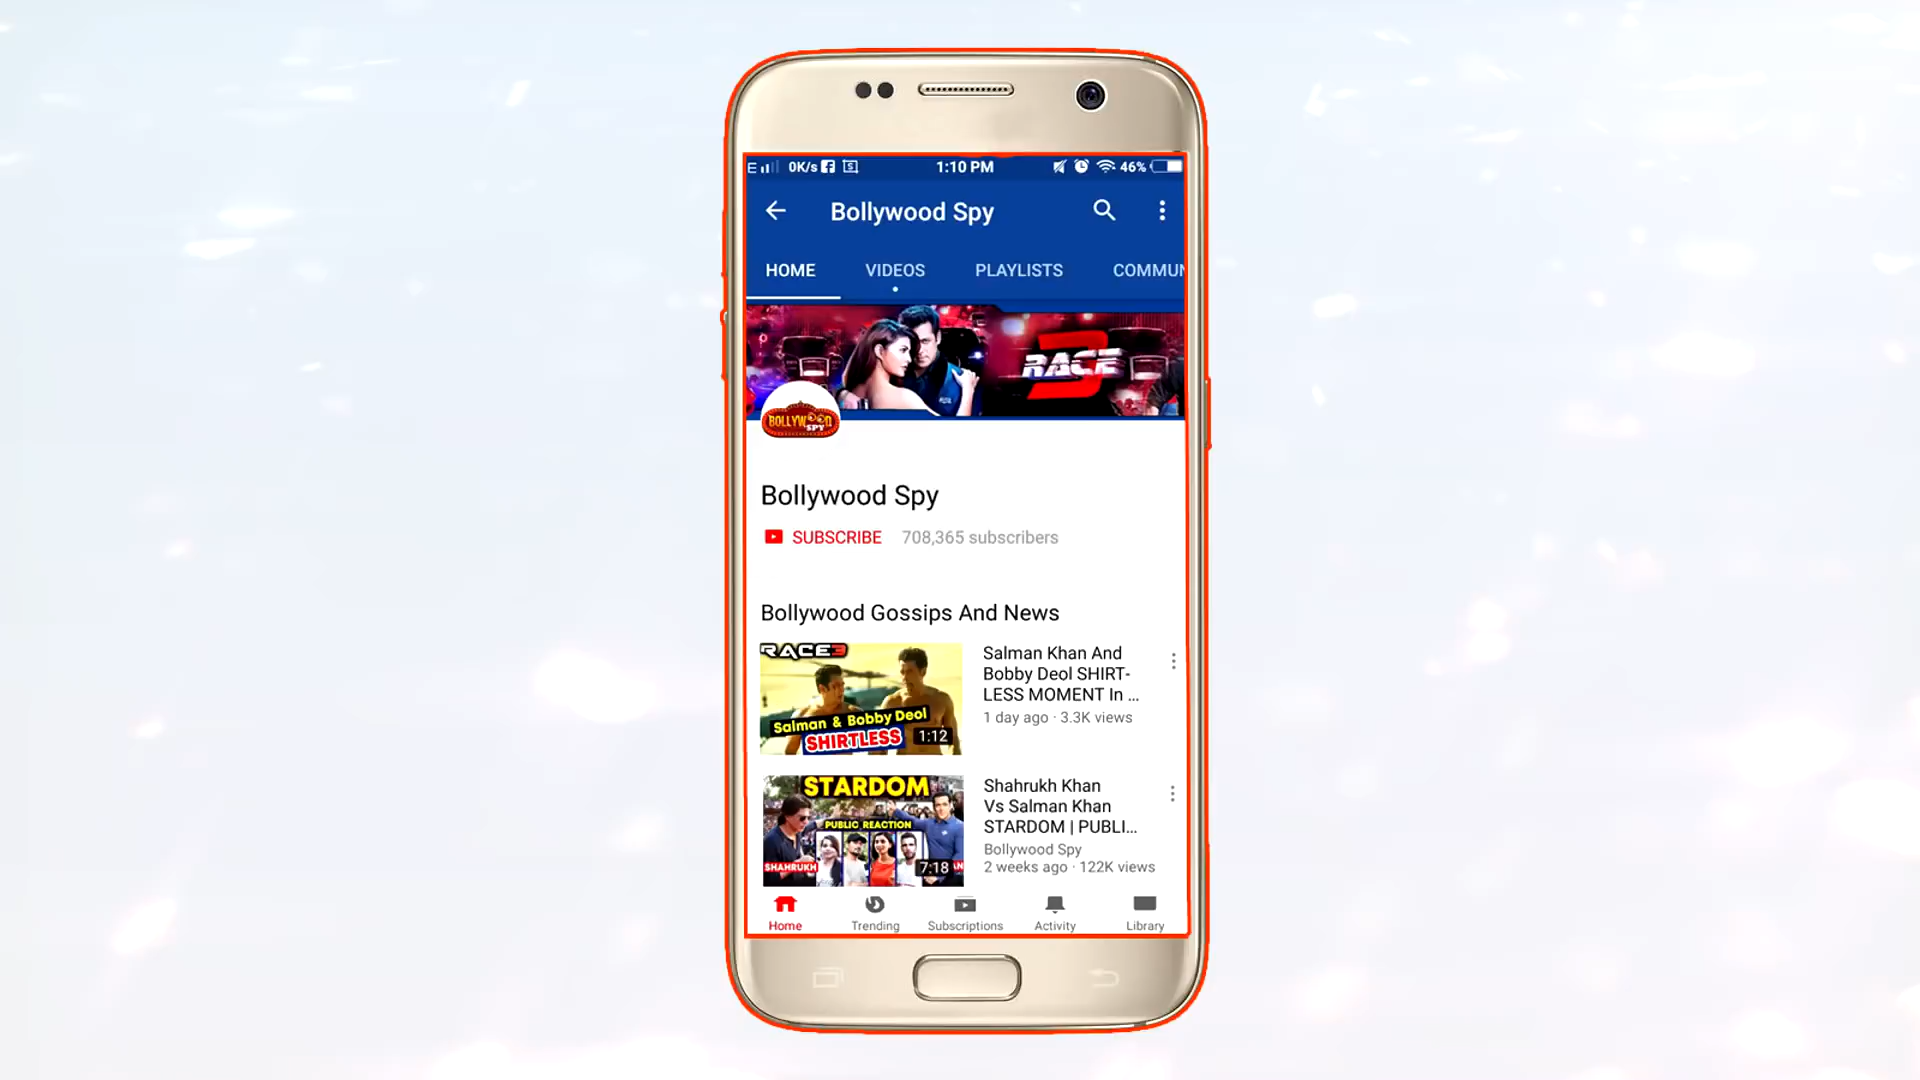 E 0K/s 1:10 PM 46%
Bollywood Spy
HOME VIDEOS PLAYLISTS COMMUN
RACE 3
BOLLYWOOD
SPY
Bollywood Spy
SUBSCRIBE 708,365 subscribers
Bollywood Gossips And News
RACE3
Salman & Bobby Deol
SHIRTLESS
1:12
Salman Khan And
Bobby Deol SHIRT-
LESS MOMENT In ...
1 day ago · 3.3K views
STARDOM
PUBLIC REACTION
SHAHRUKH
7:18
Shahrukh Khan
Vs Salman Khan
STARDOM | PUBLI...
Bollywood Spy
2 weeks ago · 122K views
Home Trending Subscriptions Activity Library